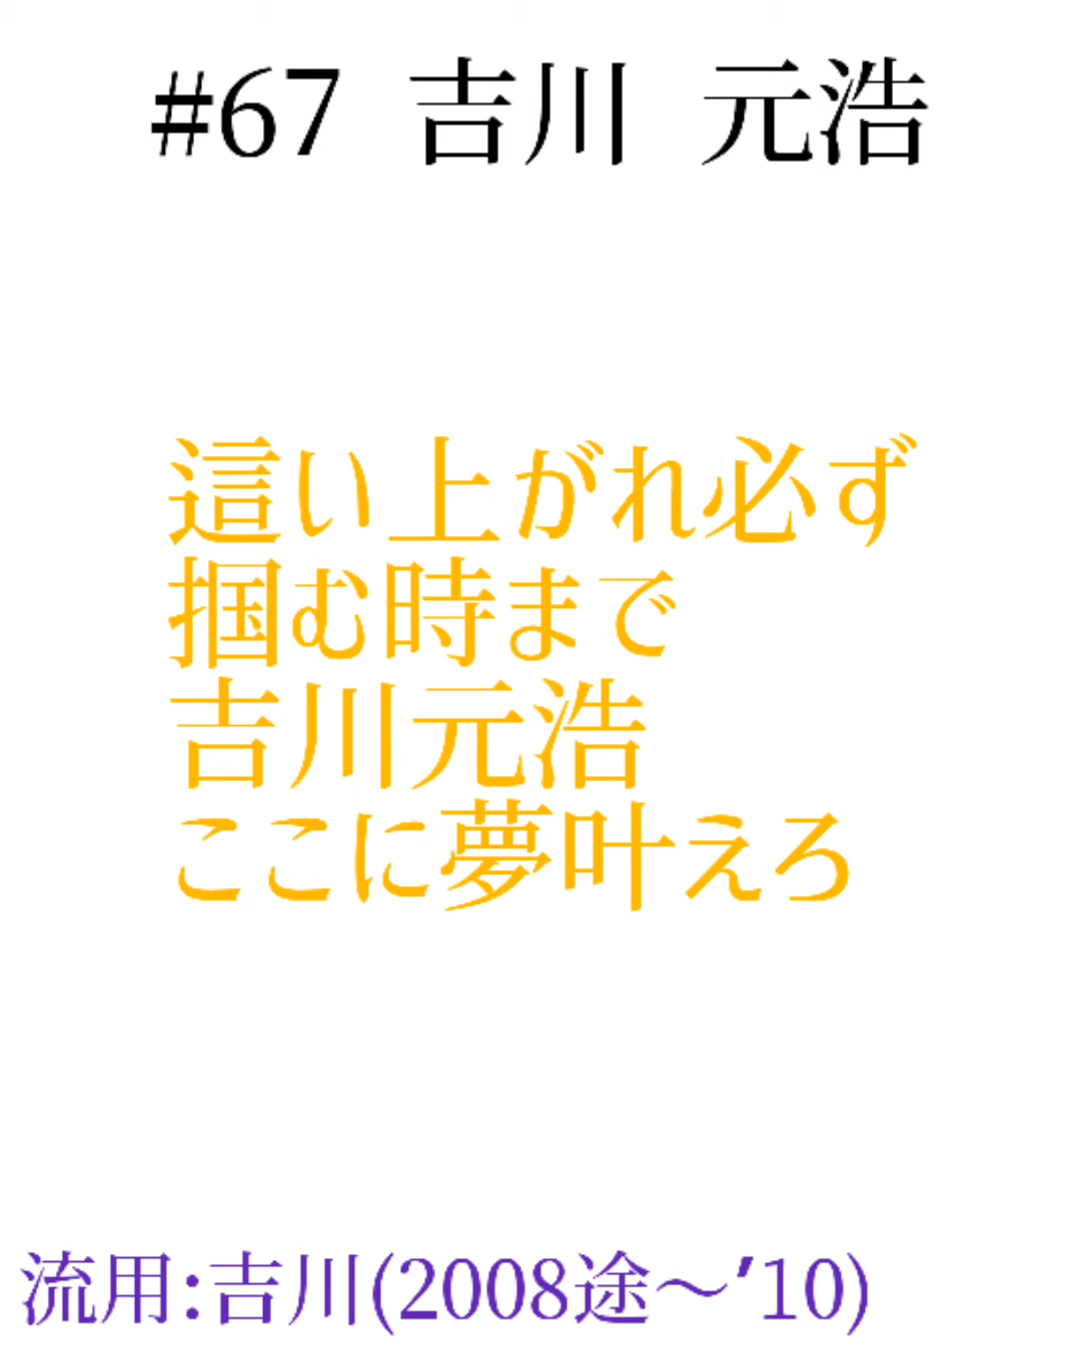 #67 吉川 元浩
這い上がれ必ず
掴む時まで
吉川元浩
ここに夢叶えろ
流用:吉川(2008途〜’10)